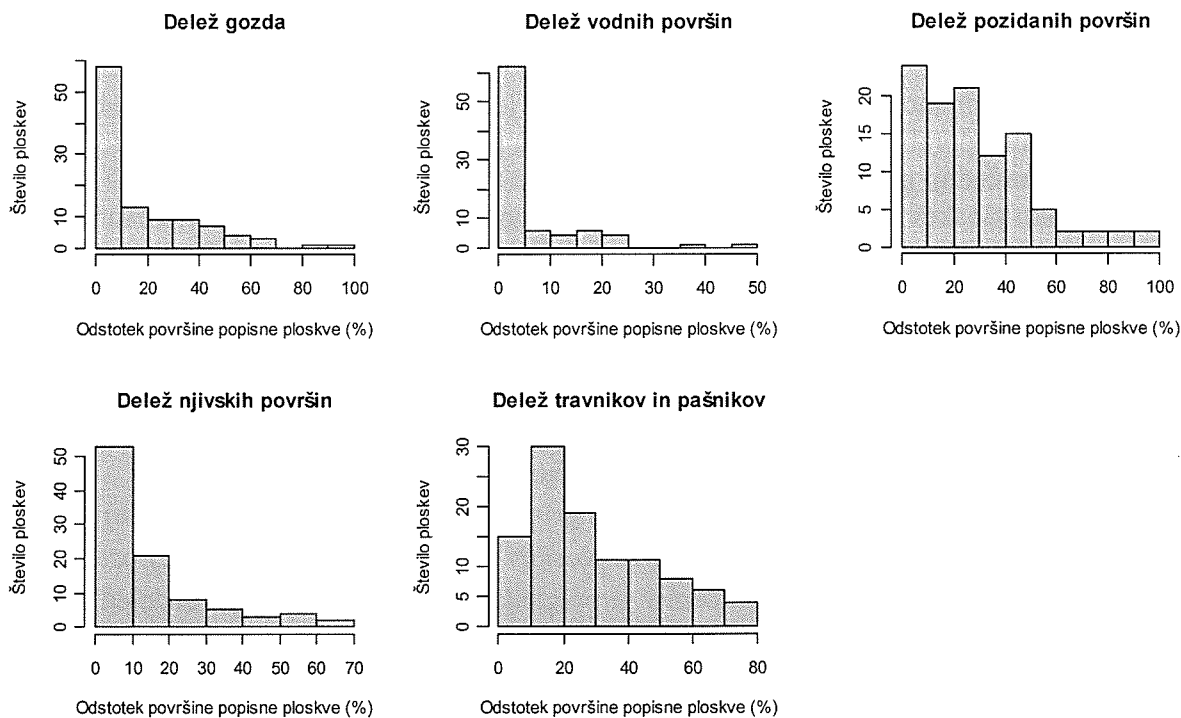 Delež gozda
Število ploskev
0 10 30 50
0 20 40 60 80 100
Odstotek površine popisne ploskve (%)
Delež vodnih površin
Število ploskev
0 10 30 50
0 10 20 30 40 50
Odstotek površine popisne ploskve (%)
Delež pozidanih površin
Število ploskev
0 5 10 15 20
0 20 40 60 80 100
Odstotek površine popisne ploskve (%)
Delež njivskih površin
Število ploskev
0 10 20 30 40 50
0 10 20 30 40 50 60 70
Odstotek površine popisne ploskve (%)
Delež travnikov in pašnikov
Število ploskev
0 5 10 20 30
0 20 40 60 80
Odstotek površine popisne ploskve (%)